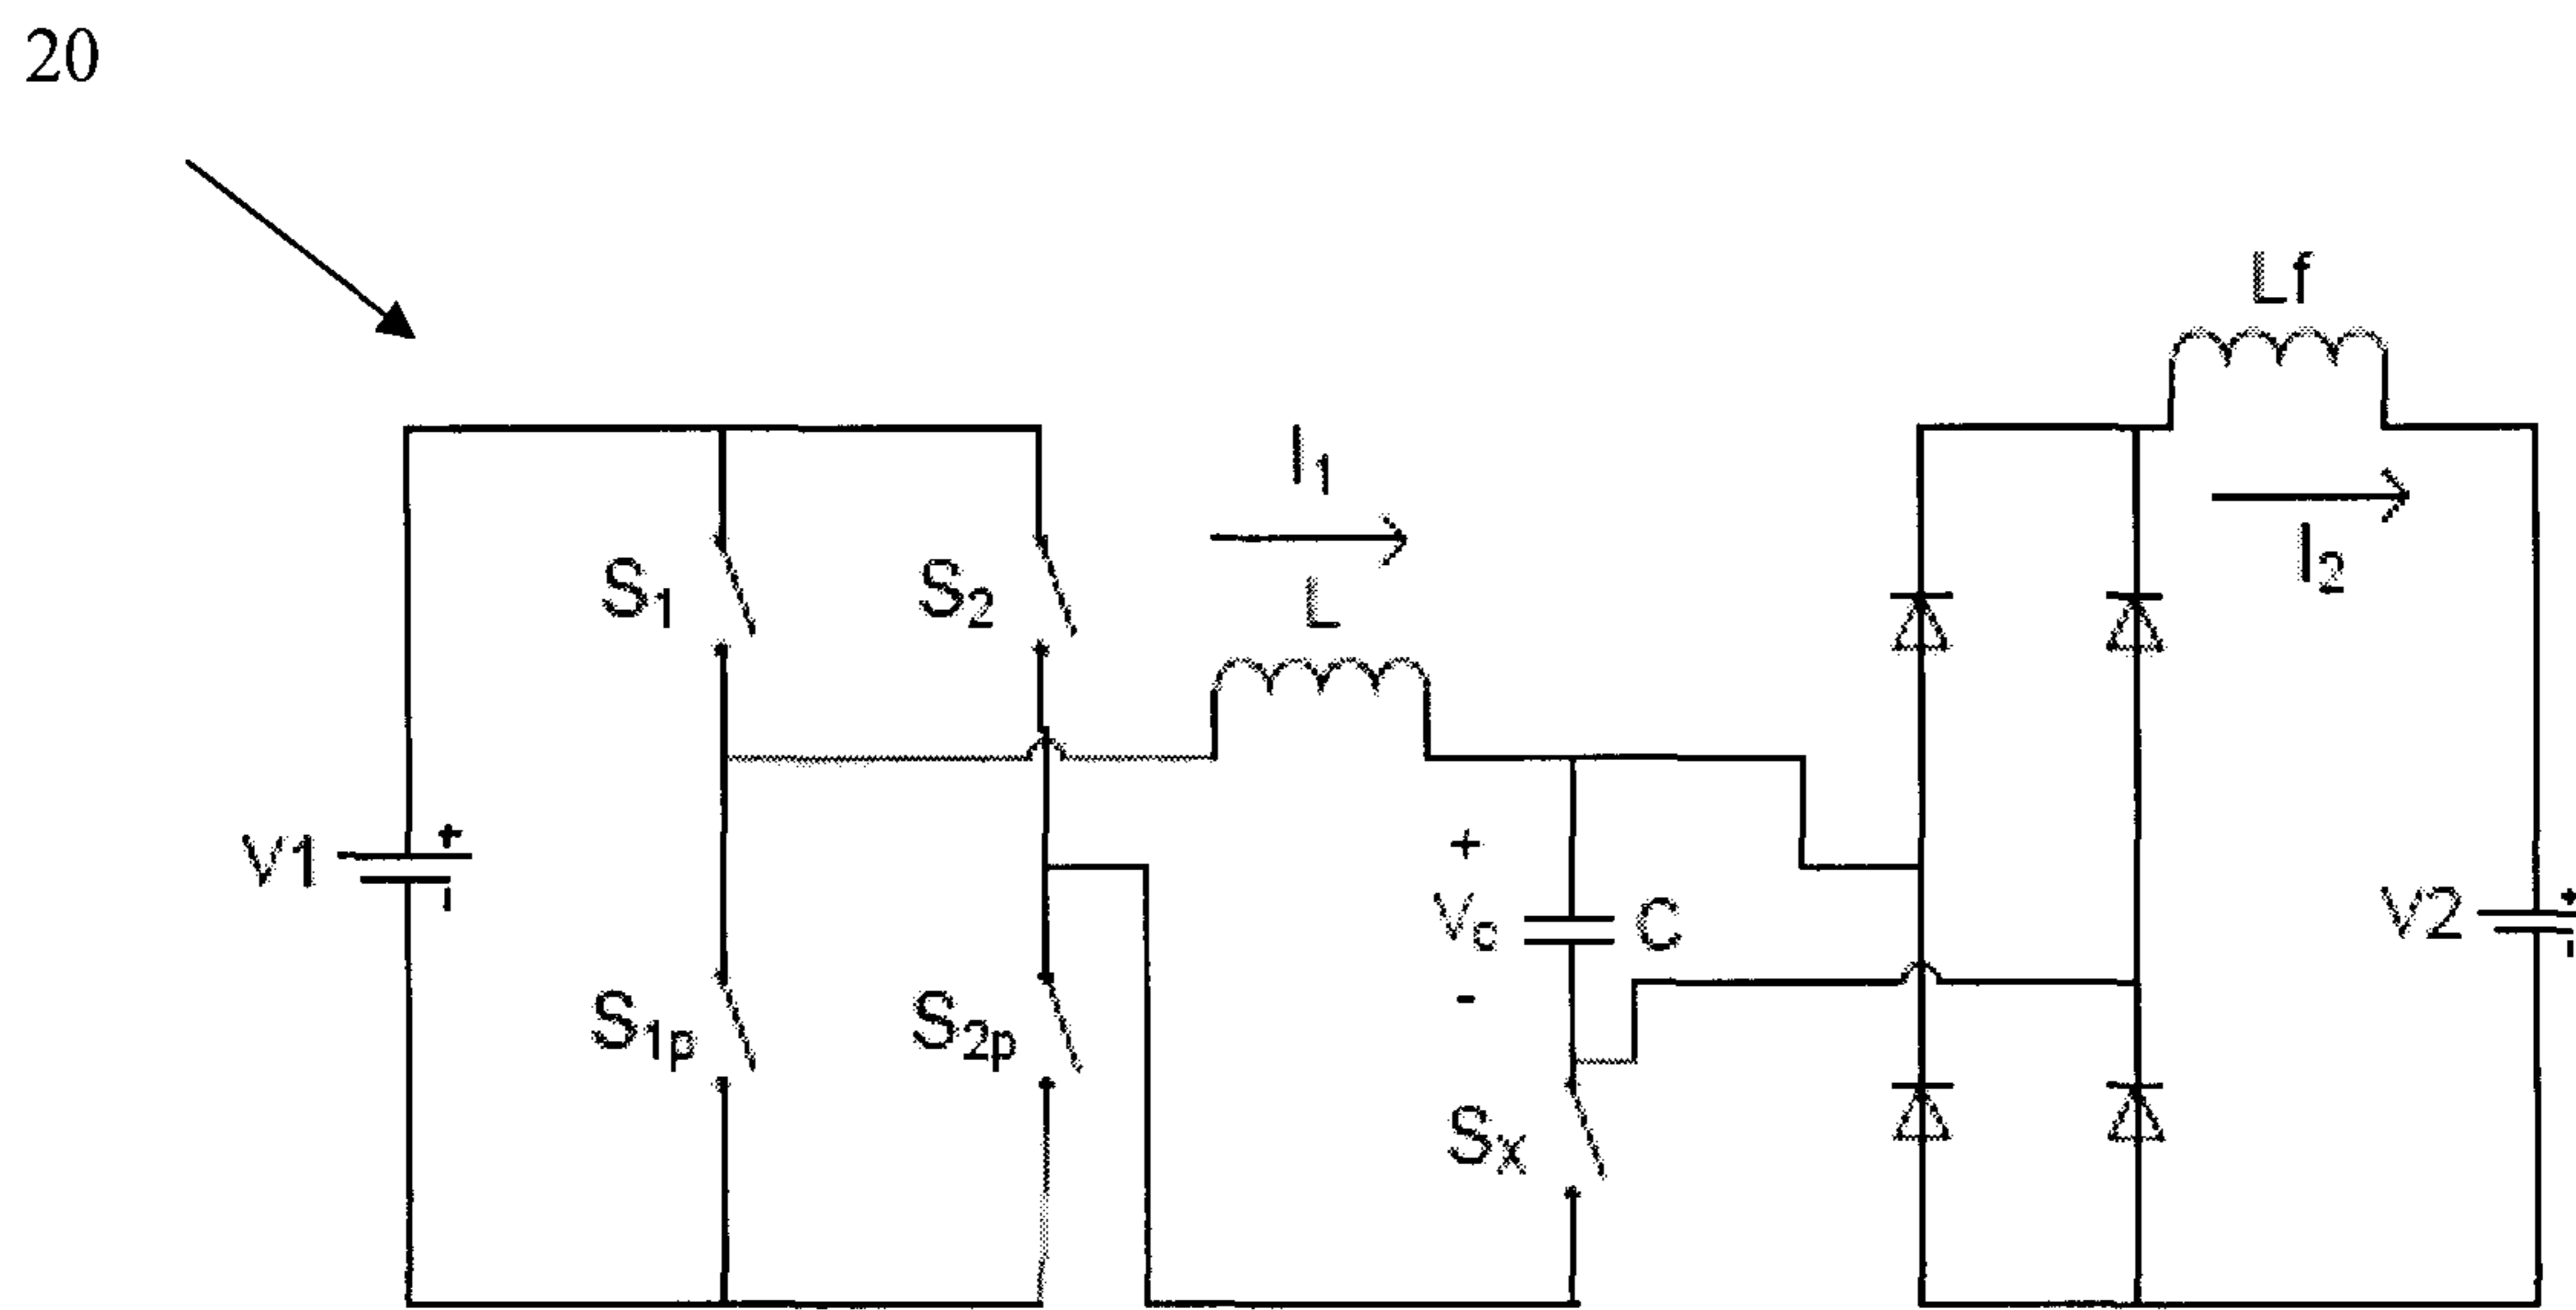 20
Lf
I1
S1
S2
L
I2
+
V1
-
+
Vc
-
C
+
V2
-
S1p
S2p
Sx